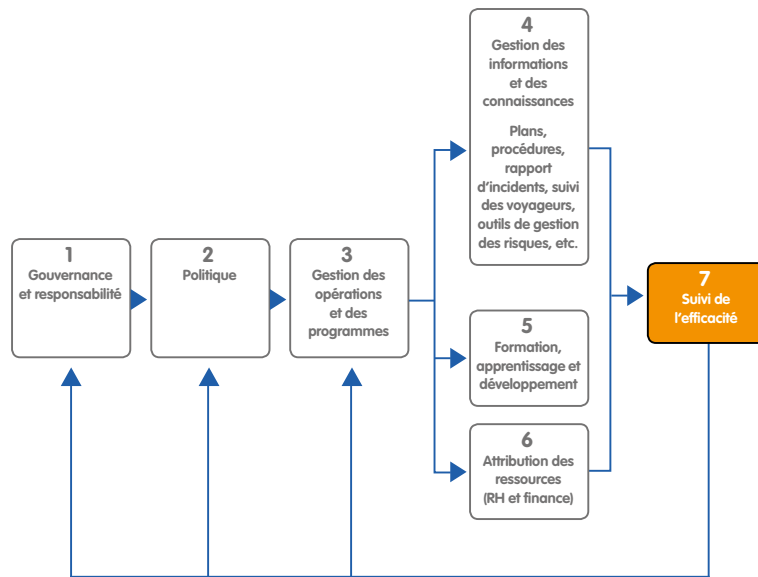 1
Gouvernance
et responsabilité
2
Politique
3
Gestion des
opérations
et des
programmes
4
Gestion des
informations
et des
connaissances
Plans,
procédures,
rapport
d'incidents, suivi
des voyageurs,
outils de gestion
des risques, etc.
5
Formation,
apprentissage et
développement
6
Attribution des
ressources
(RH et finance)
7
Suivi de
l'efficacité